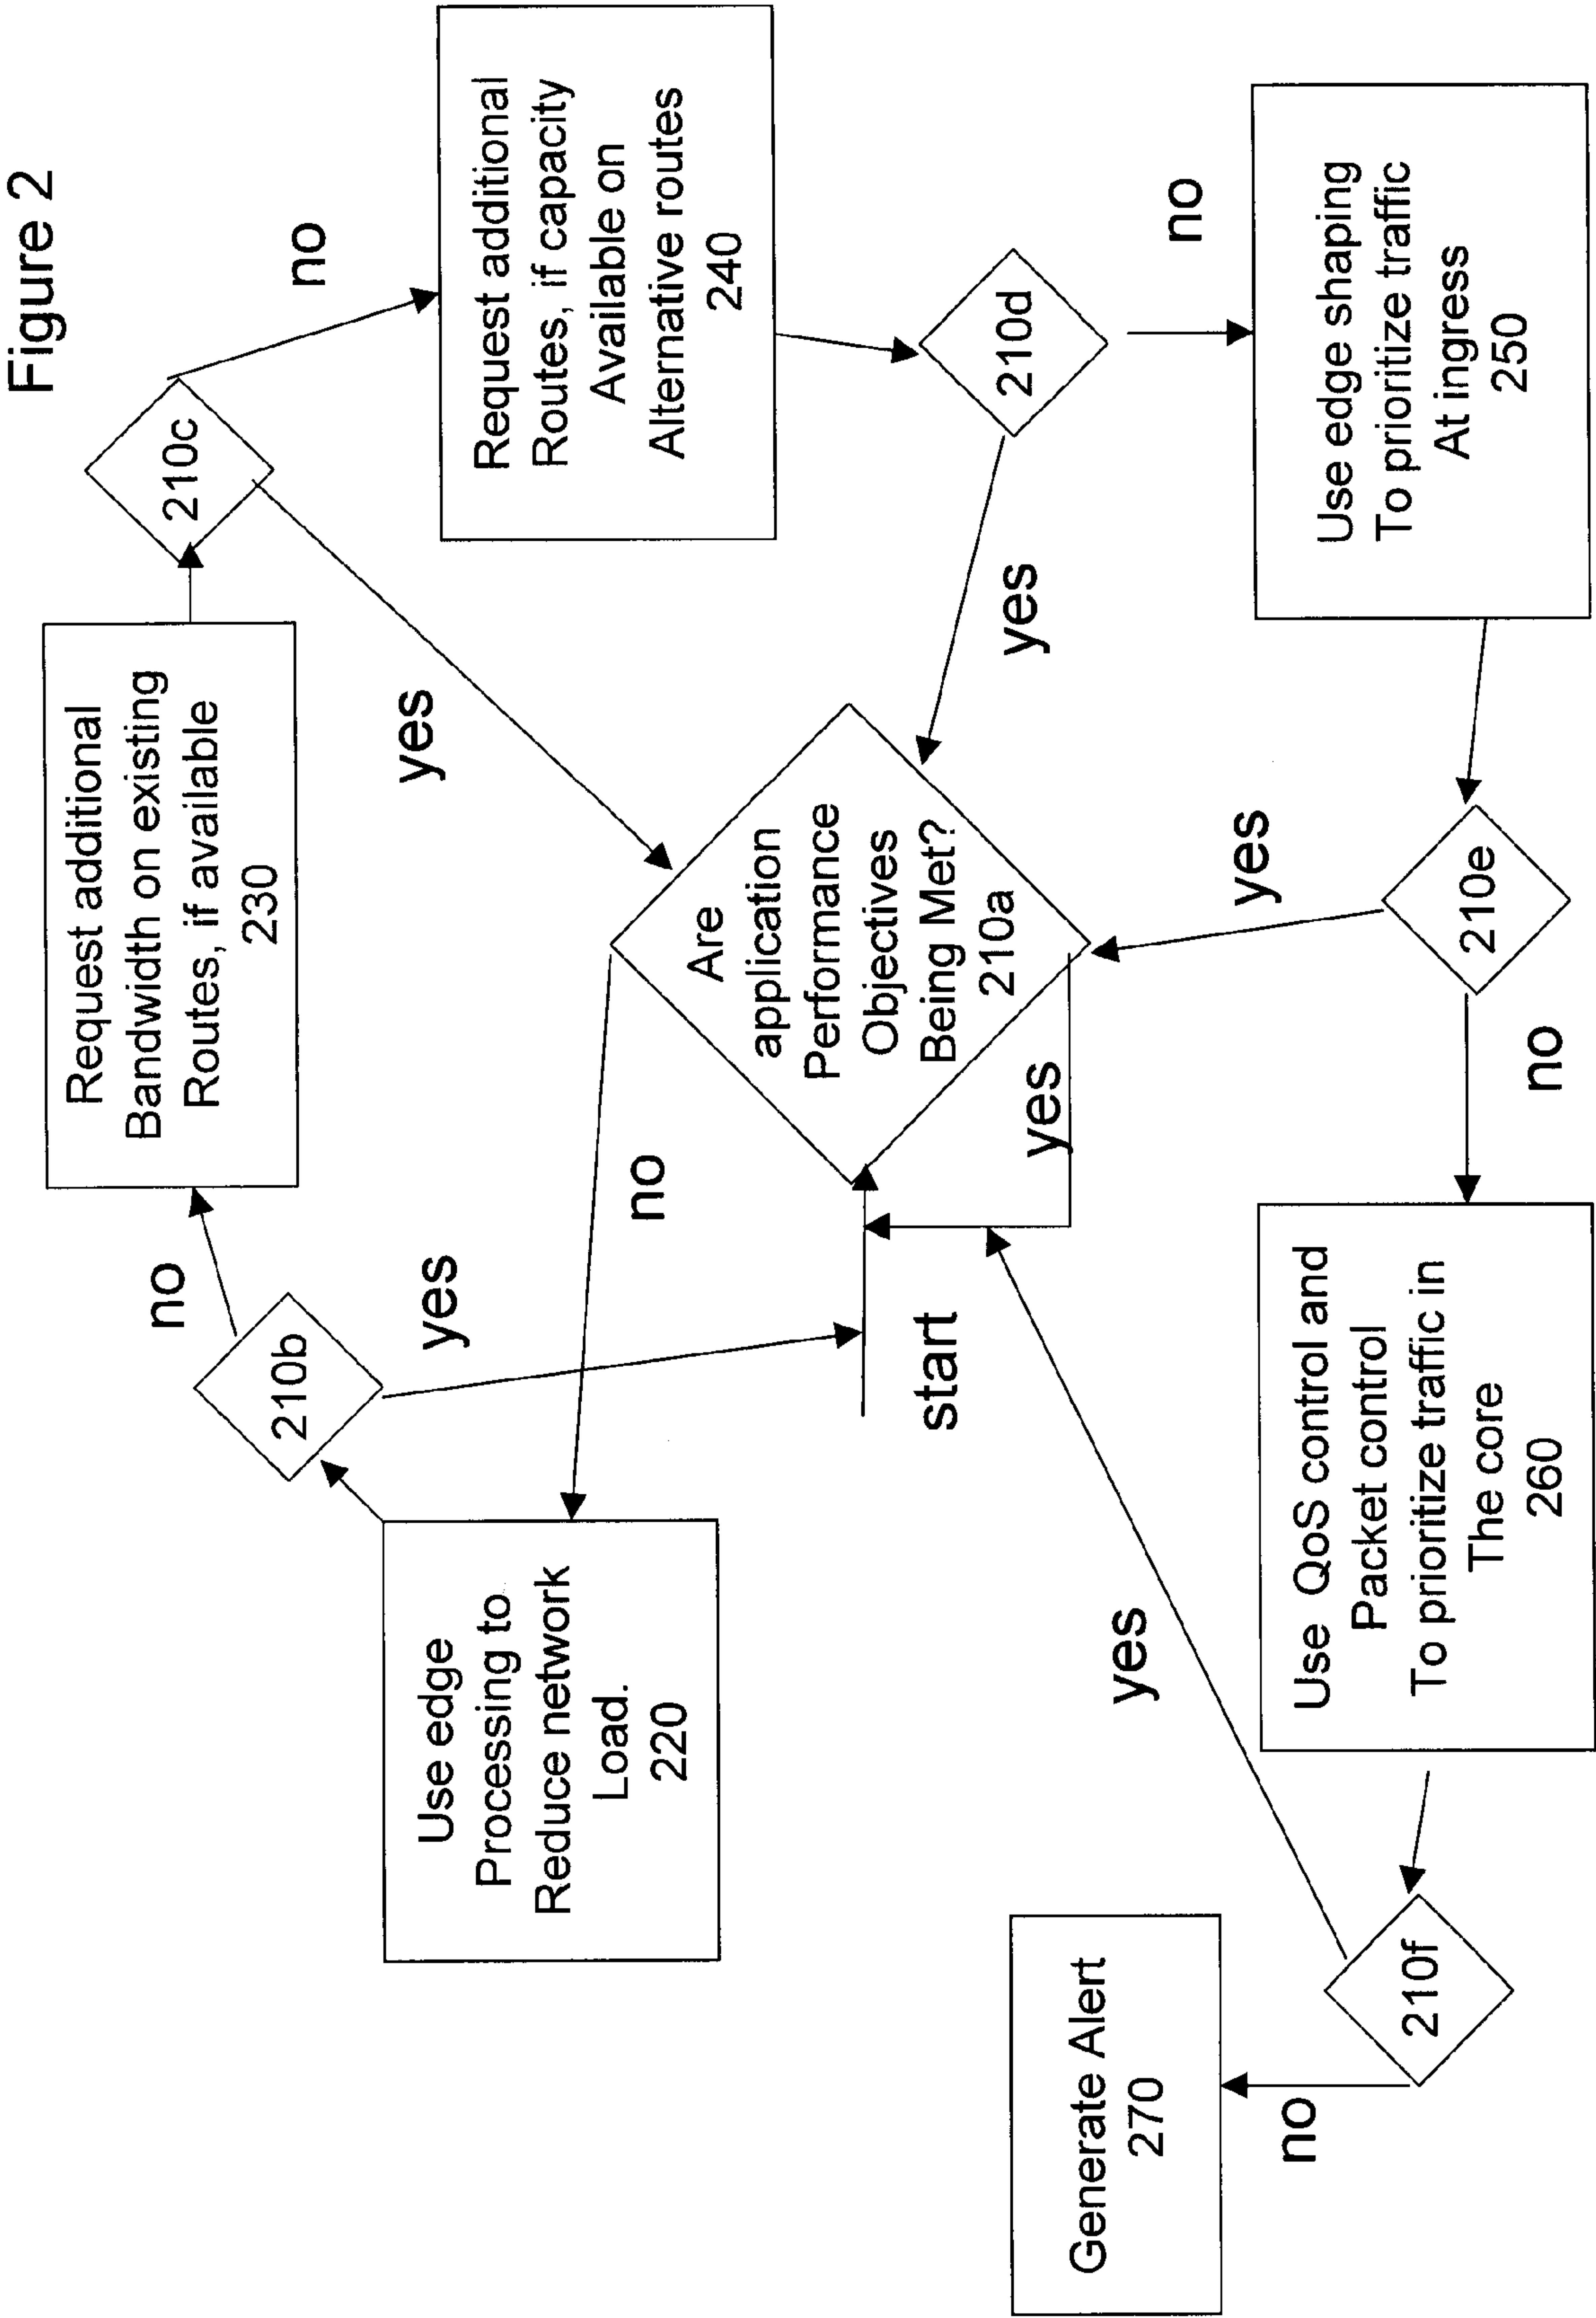 Figure 2
210c
no
Request additional
Bandwidth on existing
Routes, if available
230
no
210b
yes
yes
Request additional
Routes, if capacity
Available on
Alternative routes
240
Use edge
Processing to
Reduce network
Load.
220
no
Are
application
Performance
Objectives
Being Met?
210a
yes
start
yes
210d
no
Generate Alert
270
yes
yes
Use edge shaping
To prioritize traffic
At ingress
250
210e
no
Use QoS control and
Packet control
To prioritize traffic in
The core
260
210f
no